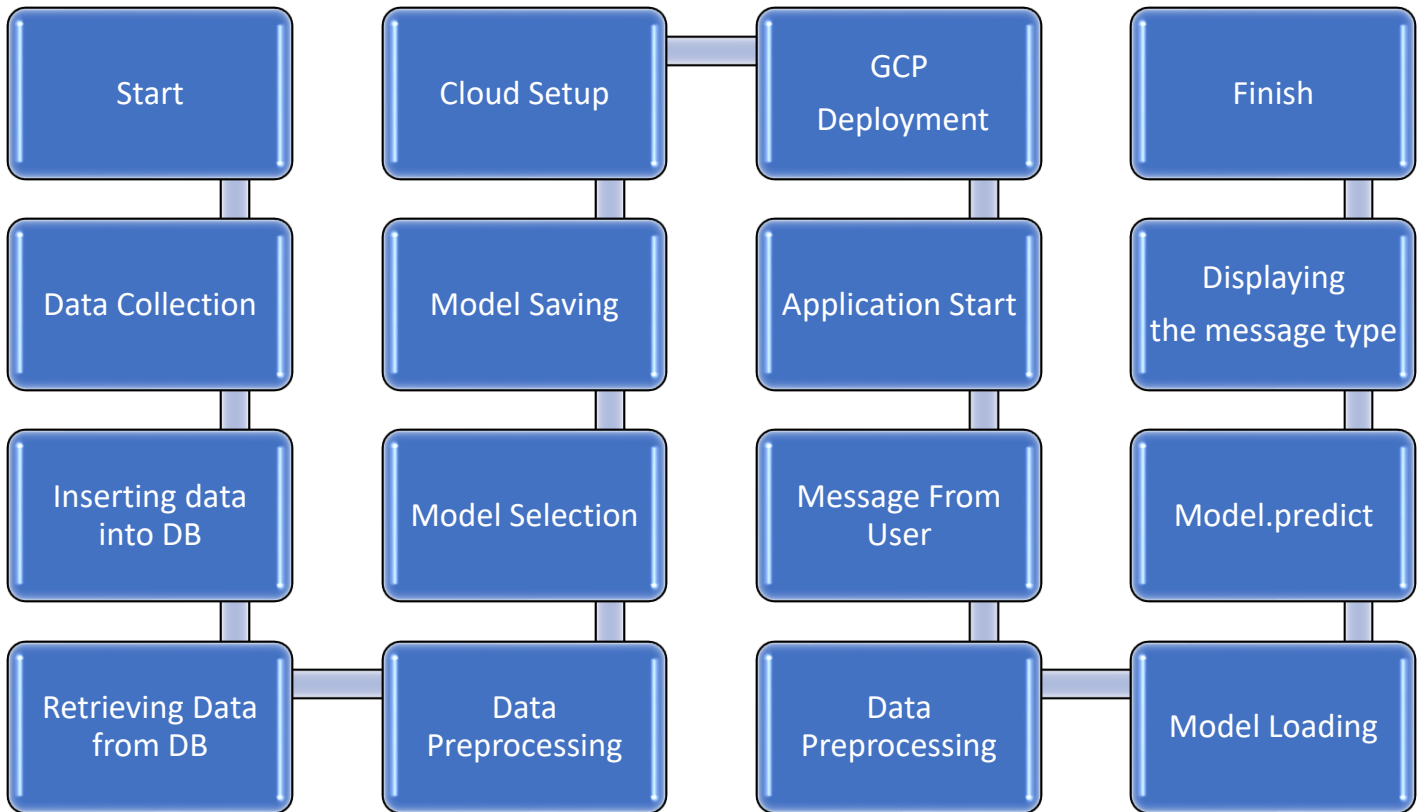 Start
Data Collection
Inserting data
into DB
Retrieving Data
from DB
Data
Preprocessing
Model Selection
Model Saving
Cloud Setup
GCP
Deployment
Application Start
Message From
User
Data
Preprocessing
Model Loading
Model.predict
Displaying
the message type
Finish